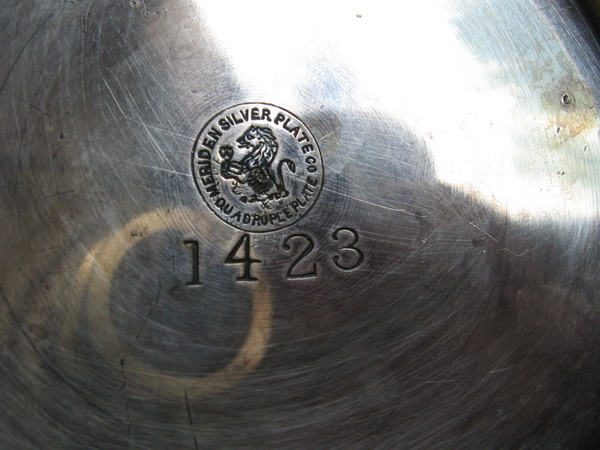 MERIDEN SILVER PLATE CO
QUADRUPLE PLATE
1423